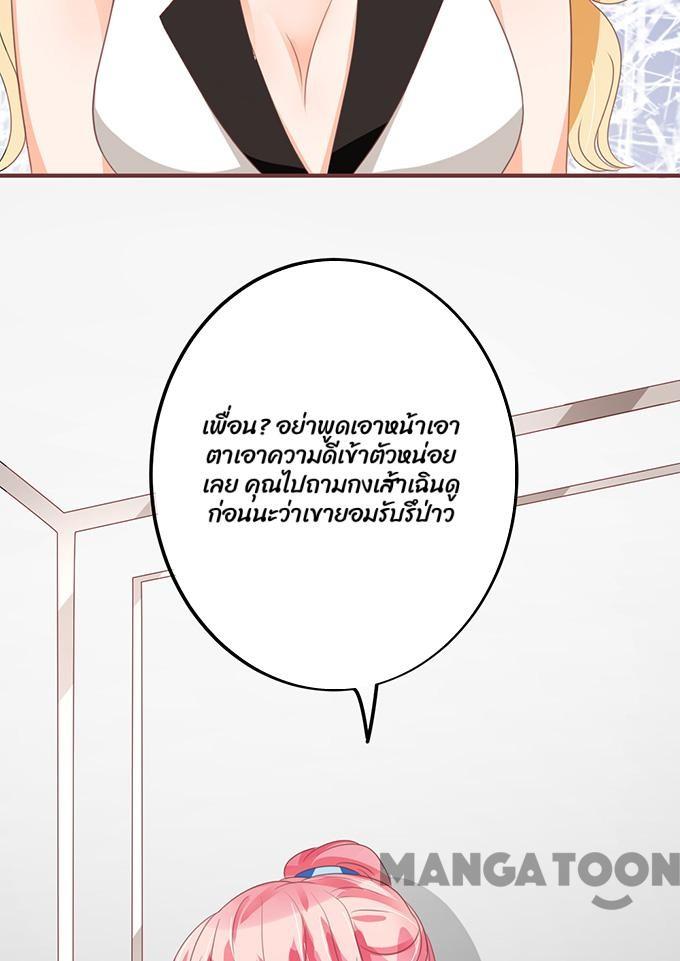 เพื่อน? อย่าพูดเอาหน้าเอา
ตาเอาความดีเข้าตัวหน่อย
เลย คุณไปถามกงเส้าเฉินดู
ก่อนนะว่าเขายอมรับรึป่าว
MANGATOON